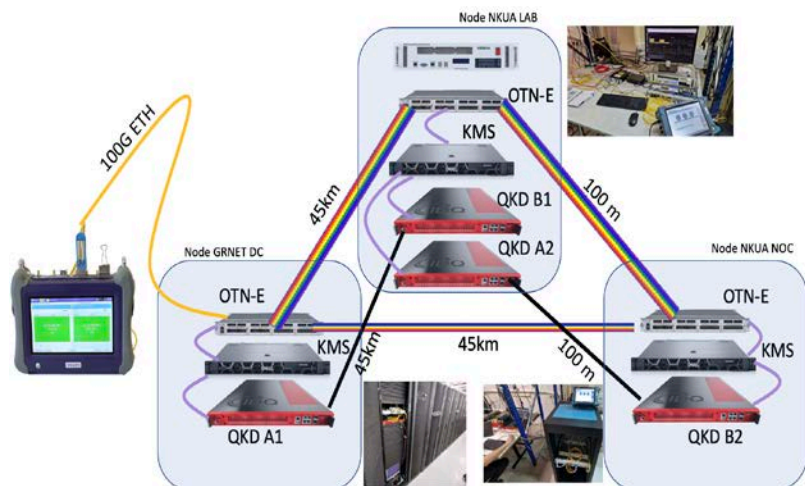 Node NKUA LAB
OTN-E
KMS
QKD B1
QKD A2
100G ETH
45km
100 m
Node GRNET DC
OTN-E
KMS
QKD A1
45km
45km
100 m
Node NKUA NOC
OTN-E
KMS
QKD B2